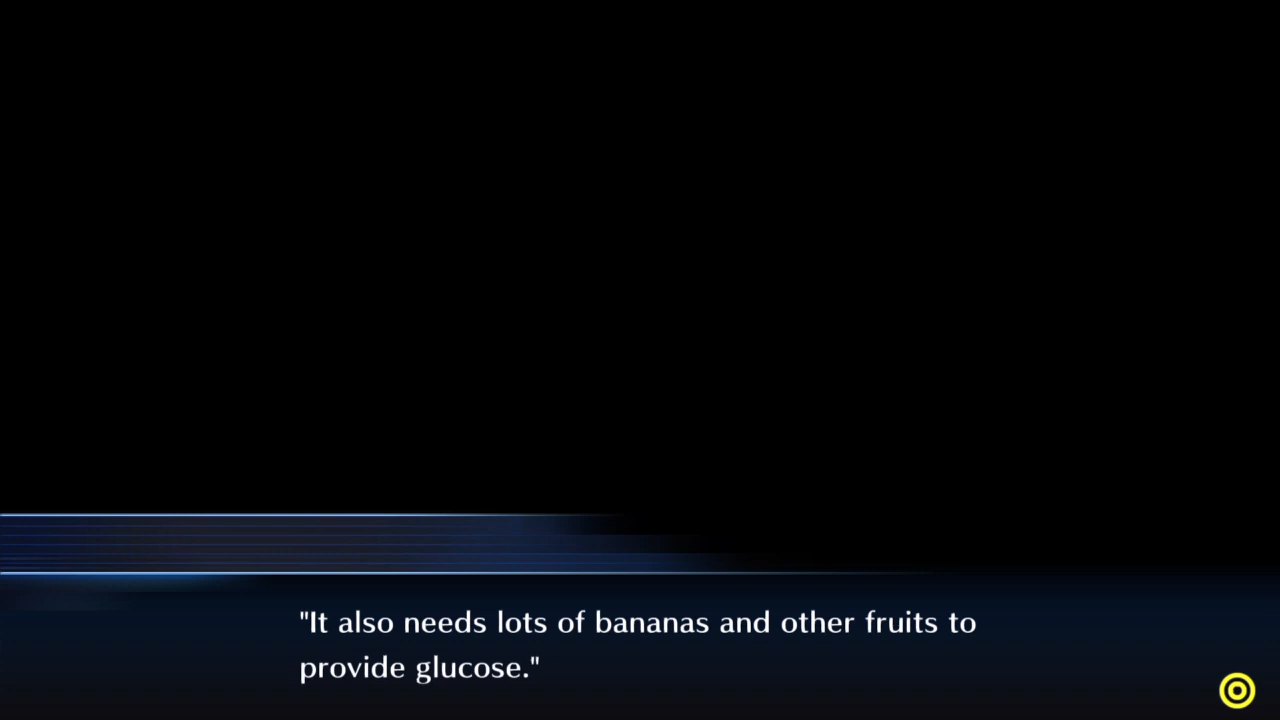 "It also needs lots of bananas and other fruits to
provide glucose."